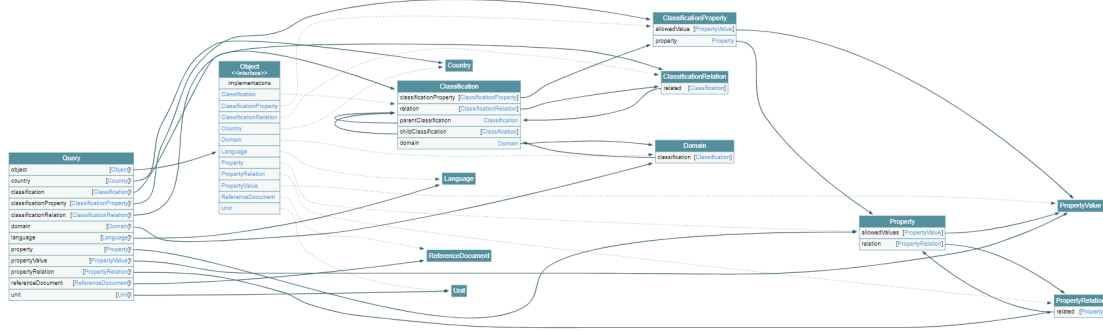 Query
object [Object]!
country [Country]!
classification [Classification]!
classificationProperty [ClassificationProperty]!
classificationRelation [ClassificationRelation]!
domain [Domain]!
language [Language]!
property [Property]!
propertyValue [PropertyValue]!
propertyRelation [PropertyRelation]!
referenceDocument [ReferenceDocument]!
unit [Unit]!
Object
<<interface>>
implementations
Classification
ClassificationProperty
ClassificationRelation
Country
Domain
Language
Property
PropertyRelation
PropertyValue
ReferenceDocument
Unit
Country
Classification
classificationProperty [ClassificationProperty]
relation [ClassificationRelation]
parentClassification Classification
childClassification [Classification]
domain Domain
Language
ReferenceDocument
Unit
ClassificationProperty
allowedValue [PropertyValue]
property Property
ClassificationRelation
related [Classification]
Domain
classification [Classification]
Property
allowedValues [PropertyValue]
relation [PropertyRelation]
PropertyValue
PropertyRelation
related [Property